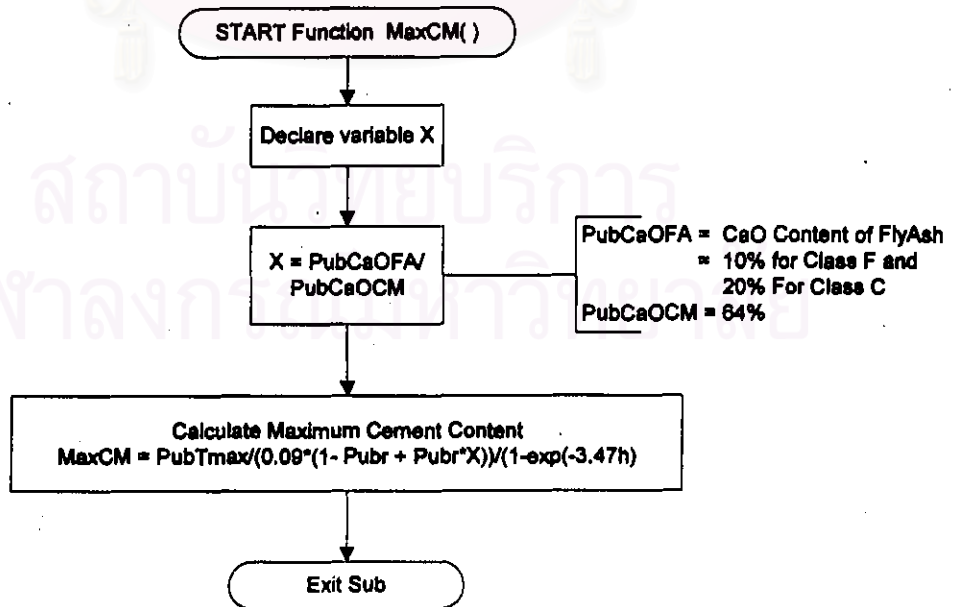 START Function MaxCM( )
Declare variable X
สถาบันวิทยบริการ
X = PubCaOFA/
PubCaOCM
PubCaOFA = CaO Content of FlyAsh
= 10% for Class F and
20% For Class C
PubCaOCM = 64%
จุฬาลงกรณ์มหาวิทยาลัย
Calculate Maximum Cement Content
MaxCM = PubTmax/(0.09*(1- Pubr + Pubr*X))/(1-exp(-3.47h)
Exit Sub